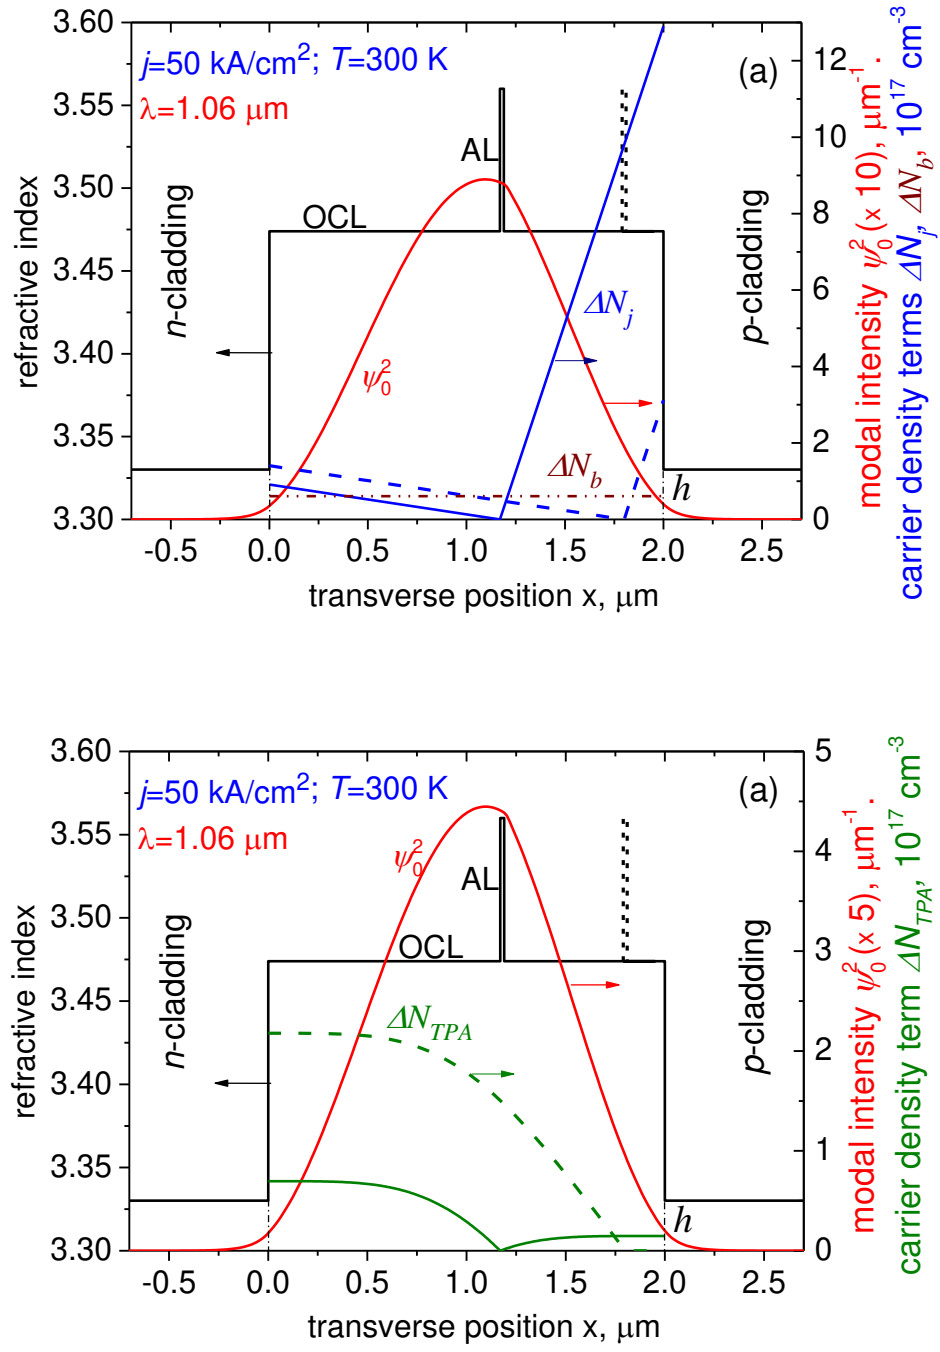 j=50 kA/cm²; T=300 K
λ=1.06 μm
(a)
AL
OCL
n-cladding
p-cladding
ΔN_j
ψ₀²
ΔN_b
h
3.60
3.55
3.50
3.45
3.40
3.35
3.30
refractive index
12
10
8
6
4
2
0
modal intensity ψ₀² (x 10), μm⁻¹.
carrier density terms ΔN_j, ΔN_b, 10¹⁷ cm⁻³
-0.5 0.0 0.5 1.0 1.5 2.0 2.5
transverse position x, μm
j=50 kA/cm²; T=300 K
λ=1.06 μm
(a)
ψ₀²
AL
OCL
n-cladding
p-cladding
ΔN_TPA
h
3.60
3.55
3.50
3.45
3.40
3.35
3.30
refractive index
5
4
3
2
1
0
modal intensity ψ₀² (x 5), μm⁻¹.
carrier density term ΔN_TPA, 10¹⁷ cm⁻³
-0.5 0.0 0.5 1.0 1.5 2.0 2.5
transverse position x, μm